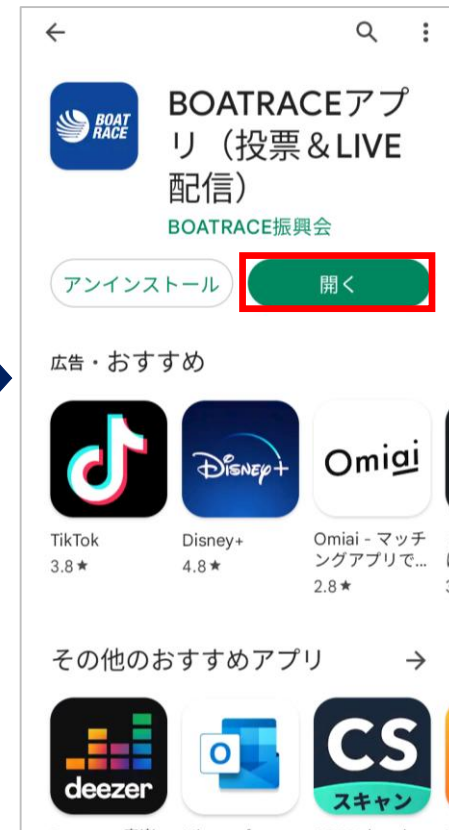 BOAT
RACE
BOATRACEアプ
リ（投票＆LIVE
配信）
BOATRACE振興会
アンインストール
開く
広告・おすすめ
Disney+
Omiai
TikTok
3.8★
Disney+
4.8★
Omiai - マッチ
ングアプリで...
2.8★
その他のおすすめアプリ
deezer
O
CS
スキャン